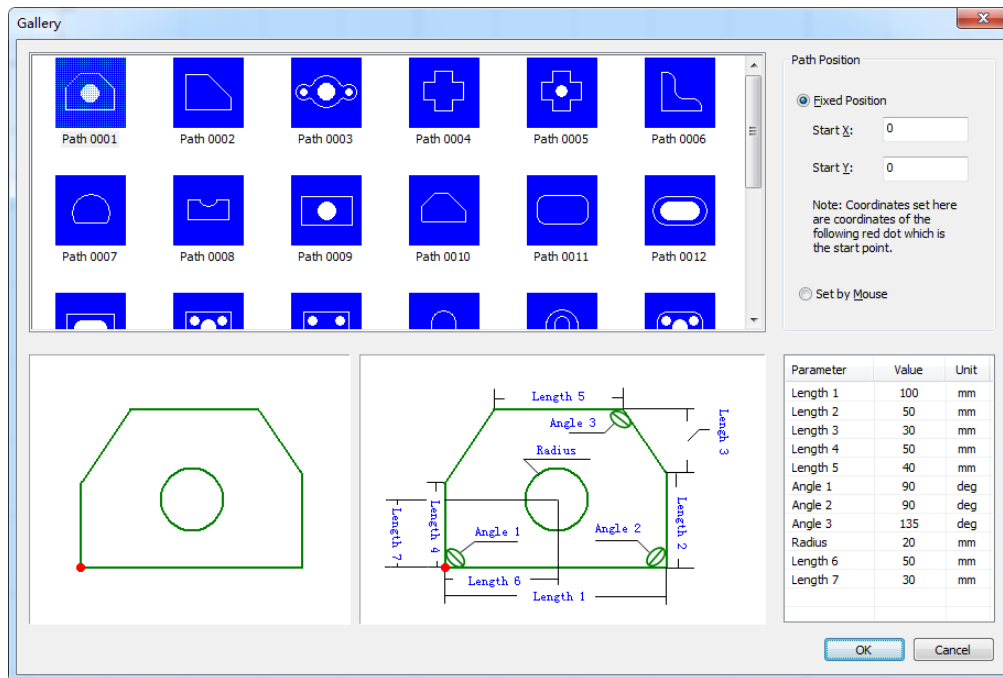 Gallery
Path 0001
Path 0002
Path 0003
Path 0004
Path 0005
Path 0006
Path 0007
Path 0008
Path 0009
Path 0010
Path 0011
Path 0012
Path Position
Fixed Position
Start X:
0
Start Y:
0
Note: Coordinates set here
are coordinates of the
following red dot which is
the start point.
Set by Mouse
Length 5
Angle 3
Lengh 3
Radius
Length 4
Length 7
Angle 1
Angle 2
Length 2
Length 6
Length 1
Parameter Value Unit
Length 1 100 mm
Length 2 50 mm
Length 3 30 mm
Length 4 50 mm
Length 5 40 mm
Angle 1 90 deg
Angle 2 90 deg
Angle 3 135 deg
Radius 20 mm
Length 6 50 mm
Length 7 30 mm
OK
Cancel